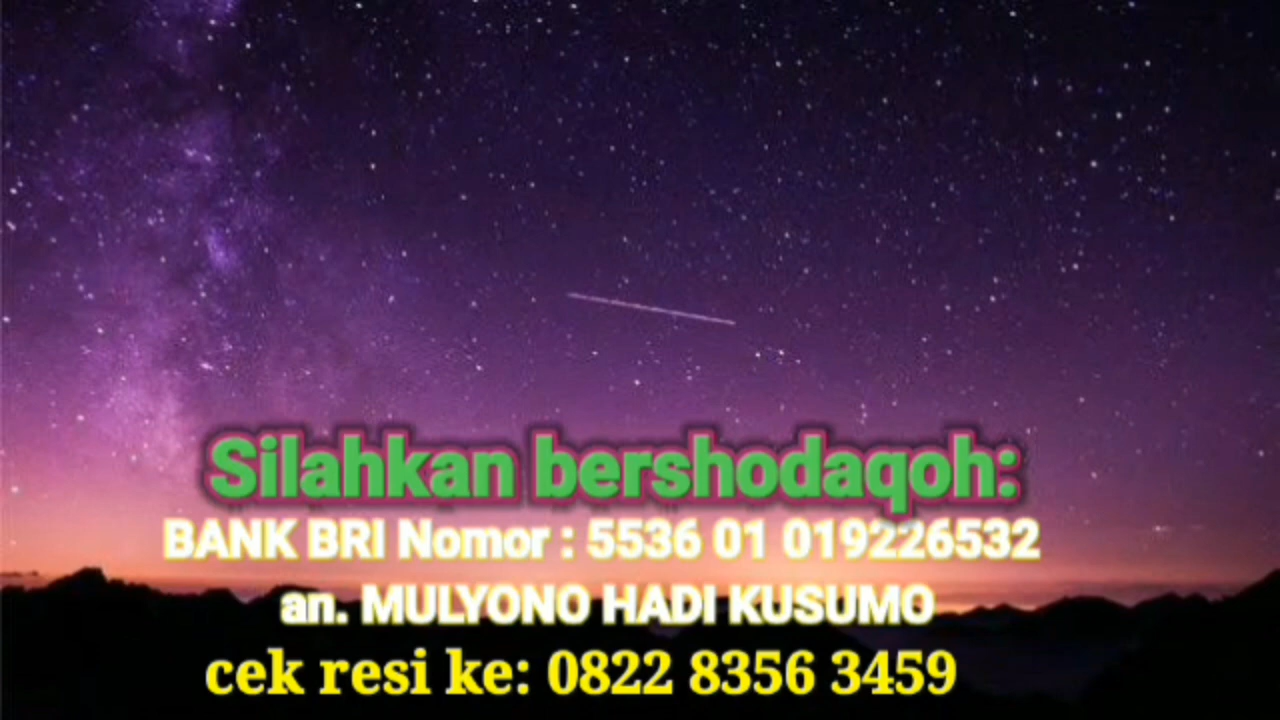 Silahkan bershodaqoh:
BANK BRI Nomor : 5536 01 019226532
an. MULYONO HADI KUSUMO
cek resi ke: 0822 8356 3459